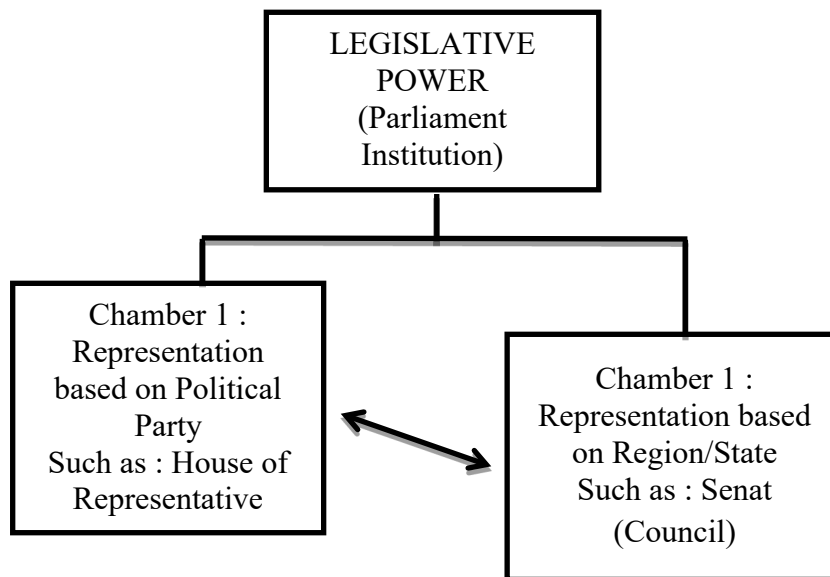 LEGISLATIVE
POWER
(Parliament
Institution)
Chamber 1 :
Representation
based on Political
Party
Such as : House of
Representative
Chamber 1 :
Representation based
on Region/State
Such as : Senat
(Council)